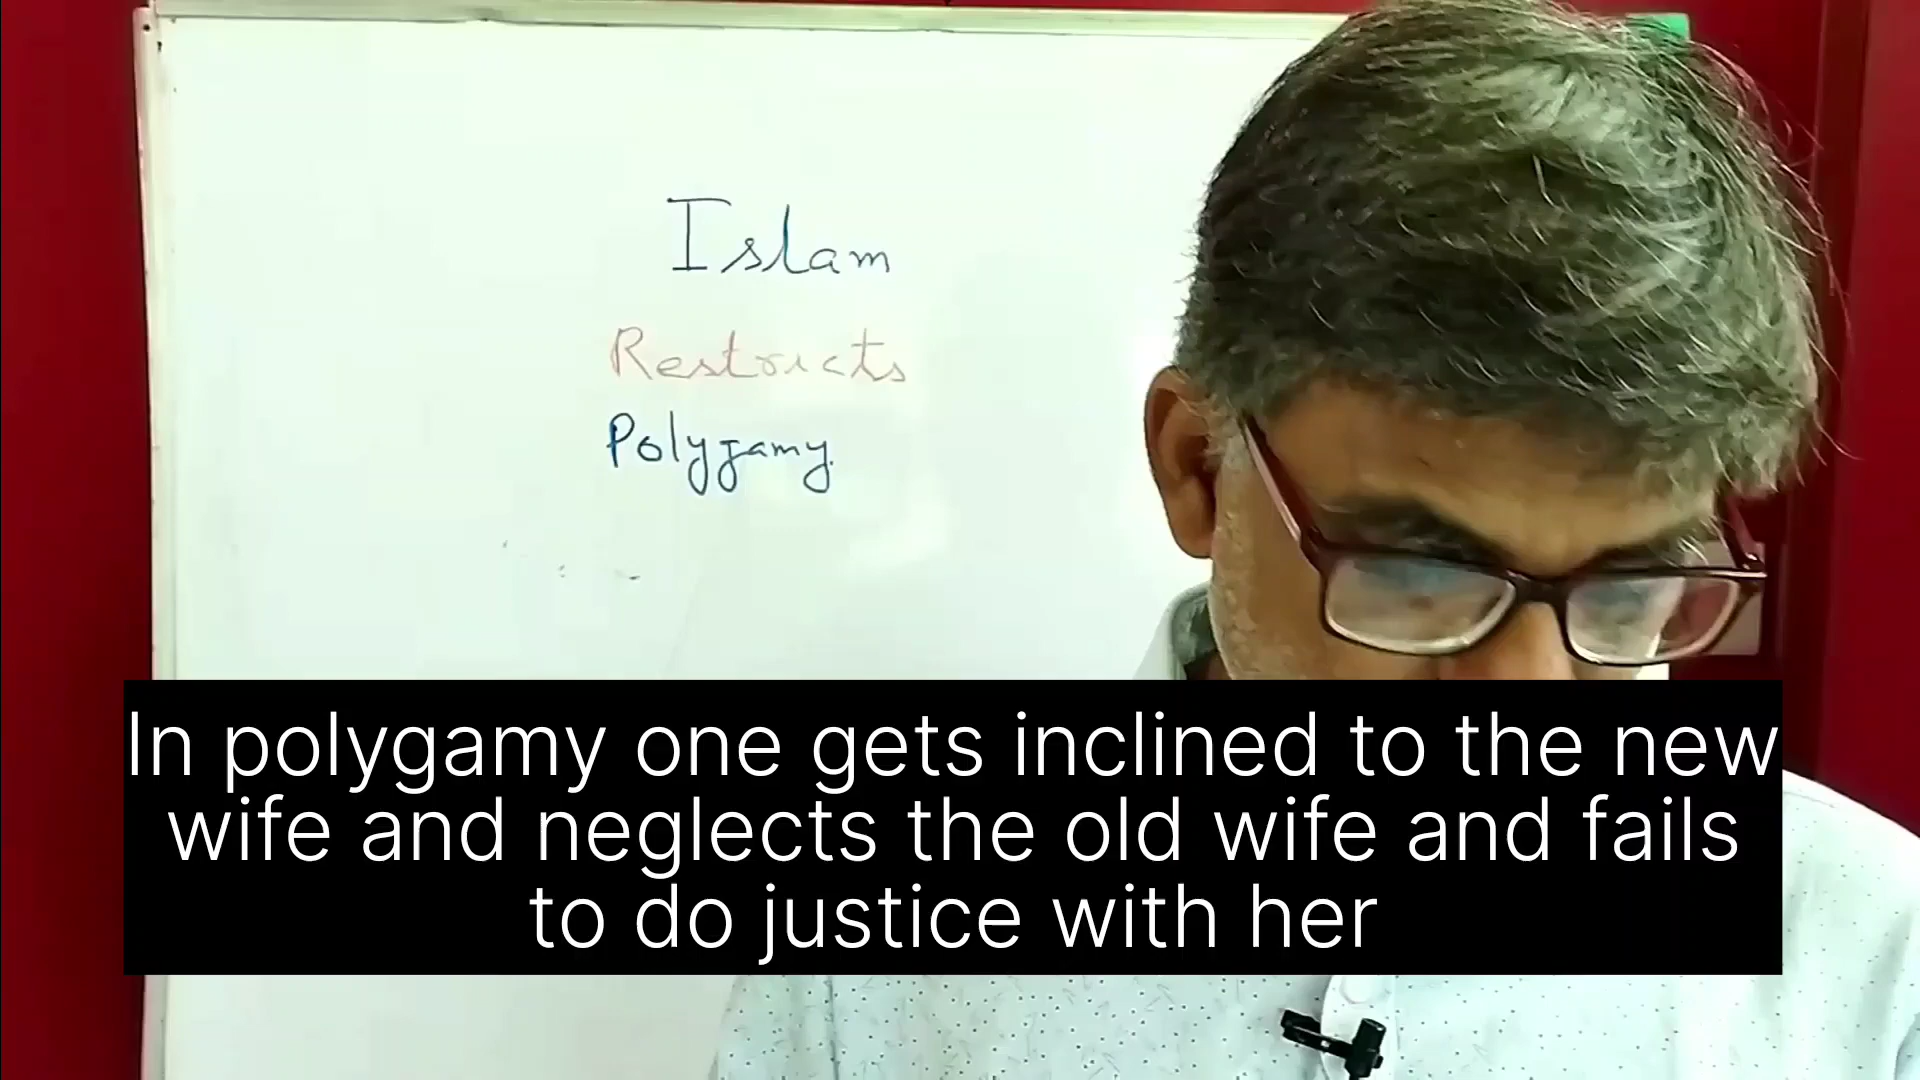 Islam
Restricts
Polygamy
In polygamy one gets inclined to the new
wife and neglects the old wife and fails
to do justice with her